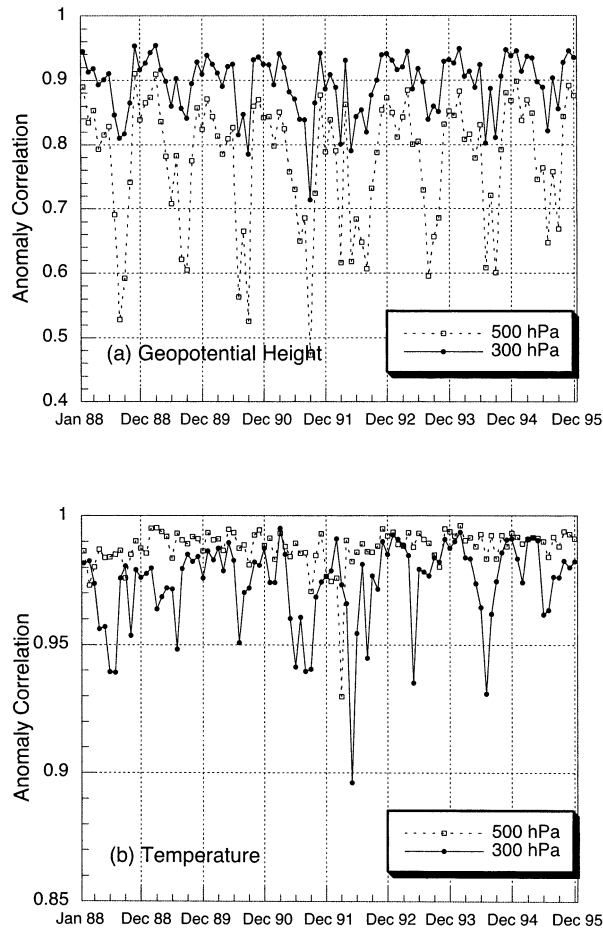 1
0.9
0.8
0.7
0.6
0.5
0.4
Anomaly Correlation
500 hPa
300 hPa
(a) Geopotential Height
Jan 88 Dec 88 Dec 89 Dec 90 Dec 91 Dec 92 Dec 93 Dec 94 Dec 95
1
0.95
0.9
0.85
Anomaly Correlation
500 hPa
300 hPa
(b) Temperature
Jan 88 Dec 88 Dec 89 Dec 90 Dec 91 Dec 92 Dec 93 Dec 94 Dec 95